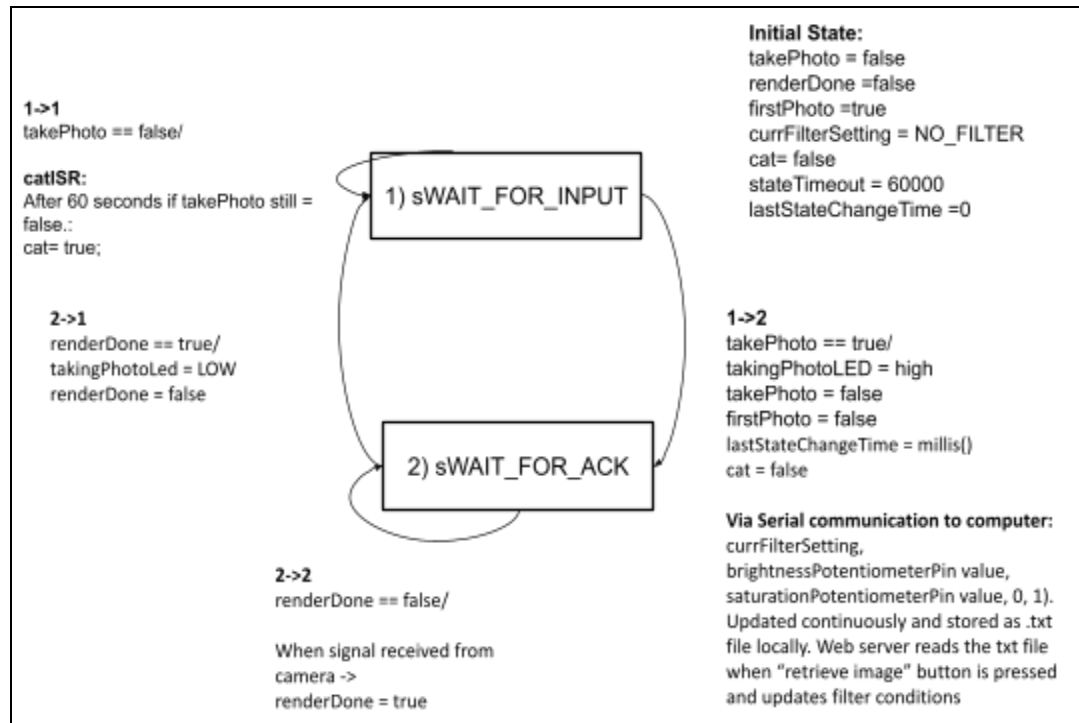 Initial State:
takePhoto = false
renderDone =false
firstPhoto =true
currFilterSetting = NO_FILTER
cat= false
stateTimeout = 60000
lastStateChangeTime =0
1->1
takePhoto == false/
catISR:
After 60 seconds if takePhoto still =
false.:
cat= true;
1) sWAIT_FOR_INPUT
2->1
renderDone == true/
takingPhotoLed = LOW
renderDone = false
1->2
takePhoto == true/
takingPhotoLED = high
takePhoto = false
firstPhoto = false
lastStateChangeTime = millis()
cat = false
2) sWAIT_FOR_ACK
Via Serial communication to computer:
currFilterSetting,
brightnessPotentiometerPin value,
saturationPotentiometerPin value, 0, 1).
Updated continuously and stored as .txt
file locally. Web server reads the txt file
when "retrieve image" button is pressed
and updates filter conditions
2->2
renderDone == false/
When signal received from
camera ->
renderDone = true